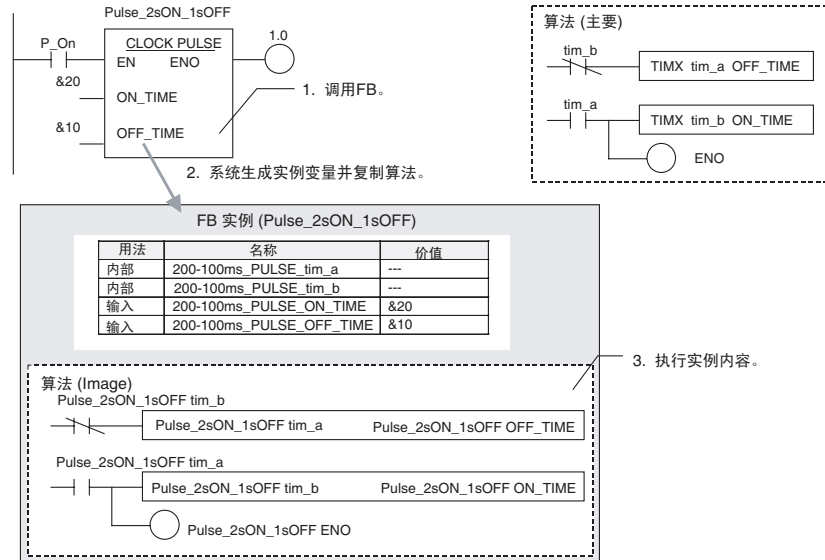 Pulse_2sON_1sOFF
P_On
CLOCK PULSE
1.0
EN ENO
&20
ON_TIME
1. 调用FB。
&10
OFF_TIME
2. 系统生成实例变量并复制算法。
算法 (主要)
tim_b
TIMX tim_a OFF_TIME
tim_a
TIMX tim_b ON_TIME
ENO
FB 实例 (Pulse_2sON_1sOFF)
用法 名称 价值
内部 200-100ms_PULSE_tim_a ---
内部 200-100ms_PULSE_tim_b ---
输入 200-100ms_PULSE_ON_TIME &20
输入 200-100ms_PULSE_OFF_TIME &10
3. 执行实例内容。
算法 (Image)
Pulse_2sON_1sOFF tim_b
Pulse_2sON_1sOFF tim_a Pulse_2sON_1sOFF OFF_TIME
Pulse_2sON_1sOFF tim_a
Pulse_2sON_1sOFF tim_b Pulse_2sON_1sOFF ON_TIME
Pulse_2sON_1sOFF ENO